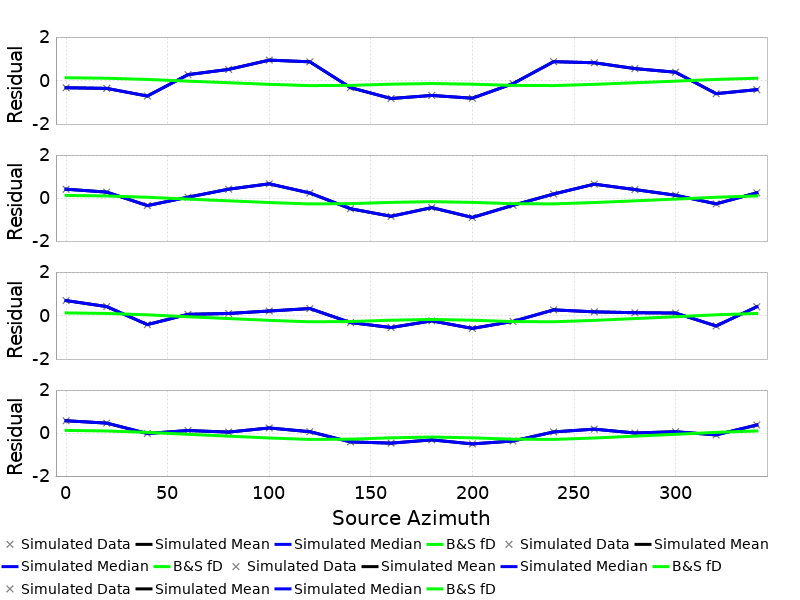 2
0
-2
Residual
2
0
-2
Residual
2
0
-2
Residual
2
0
-2
Residual
0 50 100 150 200 250 300
Source Azimuth
× Simulated Data Simulated Mean Simulated Median B&S fD × Simulated Data Simulated Mean
Simulated Median B&S fD × Simulated Data Simulated Mean Simulated Median B&S fD
× Simulated Data Simulated Mean Simulated Median B&S fD